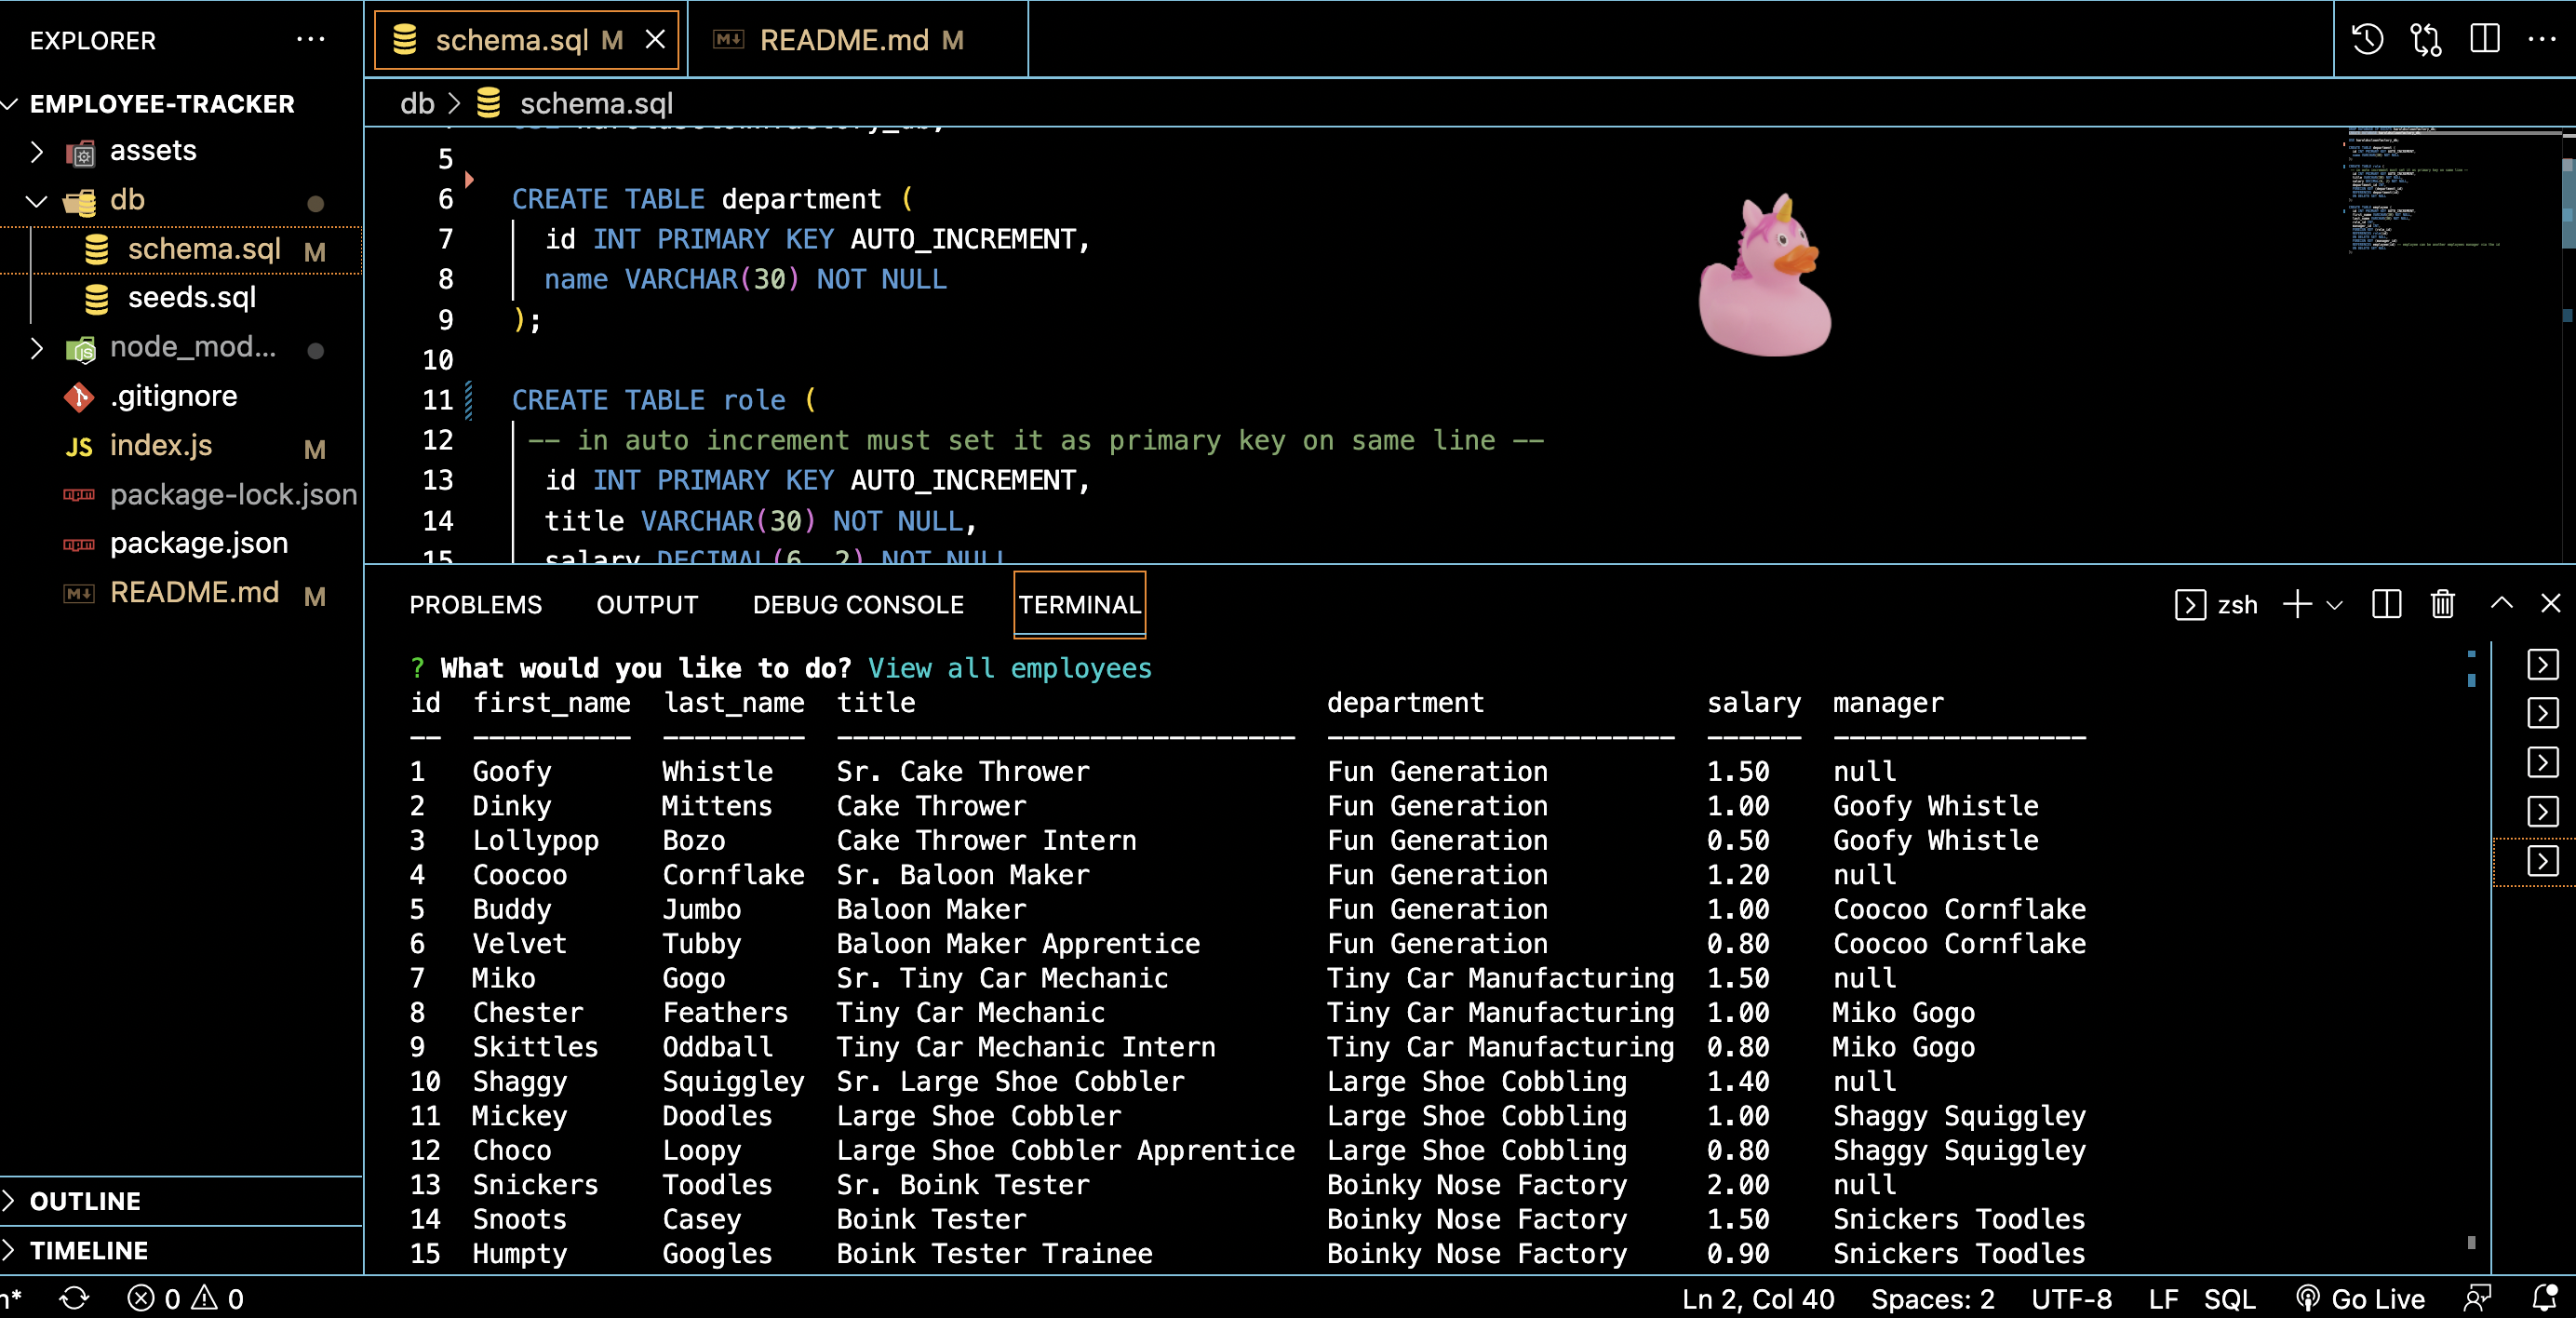 EXPLORER
EMPLOYEE-TRACKER
assets
db
schema.sql M
seeds.sql
node_mod...
.gitignore
JS index.js M
package-lock.json
package.json
README.md M
OUTLINE
TIMELINE
schema.sql M
README.md M
db > schema.sql
5
6 CREATE TABLE department (
7 id INT PRIMARY KEY AUTO_INCREMENT,
8 name VARCHAR(30) NOT NULL
9 );
10
11 CREATE TABLE role (
12 -- in auto increment must set it as primary key on same line --
13 id INT PRIMARY KEY AUTO_INCREMENT,
14 title VARCHAR(30) NOT NULL,
15 salary DECIMAL(6, 2) NOT NULL
PROBLEMS OUTPUT DEBUG CONSOLE TERMINAL
zsh
? What would you like to do? View all employees
id first_name last_name title department salary manager
-- ---------- --------- ----------------------------- ---------------------- ------ ----------------
1 Goofy Whistle Sr. Cake Thrower Fun Generation 1.50 null
2 Dinky Mittens Cake Thrower Fun Generation 1.00 Goofy Whistle
3 Lollypop Bozo Cake Thrower Intern Fun Generation 0.50 Goofy Whistle
4 Coocoo Cornflake Sr. Baloon Maker Fun Generation 1.20 null
5 Buddy Jumbo Baloon Maker Fun Generation 1.00 Coocoo Cornflake
6 Velvet Tubby Baloon Maker Apprentice Fun Generation 0.80 Coocoo Cornflake
7 Miko Gogo Sr. Tiny Car Mechanic Tiny Car Manufacturing 1.50 null
8 Chester Feathers Tiny Car Mechanic Tiny Car Manufacturing 1.00 Miko Gogo
9 Skittles Oddball Tiny Car Mechanic Intern Tiny Car Manufacturing 0.80 Miko Gogo
10 Shaggy Squiggley Sr. Large Shoe Cobbler Large Shoe Cobbling 1.40 null
11 Mickey Doodles Large Shoe Cobbler Large Shoe Cobbling 1.00 Shaggy Squiggley
12 Choco Loopy Large Shoe Cobbler Apprentice Large Shoe Cobbling 0.80 Shaggy Squiggley
13 Snickers Toodles Sr. Boink Tester Boinky Nose Factory 2.00 null
14 Snoots Casey Boink Tester Boinky Nose Factory 1.50 Snickers Toodles
15 Humpty Googles Boink Tester Trainee Boinky Nose Factory 0.90 Snickers Toodles
0 0
Ln 2, Col 40 Spaces: 2 UTF-8 LF SQL Go Live